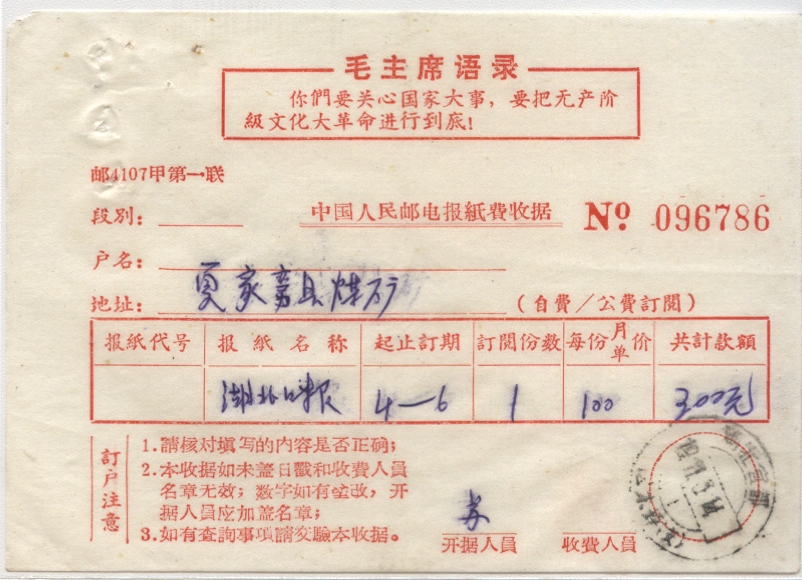 毛主席语录
你們要关心国家大事，要把无产阶
級文化大革命进行到底！
邮4107甲第一联
段别：
中国人民邮电报紙費收据 Nº 096786
户名：
地址： 家 县煤矿 （自費／公費訂閱）
报紙代号 报紙名称 起止訂期 訂閱份数 每份月单价 共計款額
湖北日报 4—6 1 100 300元
訂户注意
1.請核对填写的内容是否正确；
2.本收据如未蓋日戳和收費人員
名章无效；数字如有塗改，开
据人員应加蓋名章；
3.如有查詢事項請交驗本收据。
开据人員 收費人員